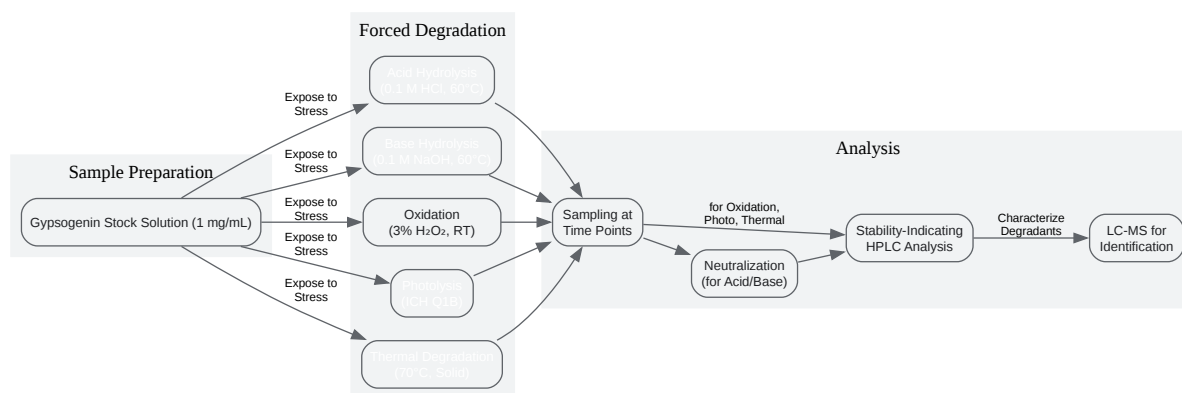 Sample Preparation
Gypsogenin Stock Solution (1 mg/mL)
Expose to
Stress
Expose to
Stress
Expose to
Stress
Expose to
Stress
Expose to
Stress
Forced Degradation
Acid Hydrolysis
(0.1 M HCl, 60°C)
Base Hydrolysis
(0.1 M NaOH, 60°C)
Oxidation
(3% H₂O₂, RT)
Photolysis
(ICH Q1B)
Thermal Degradation
(70°C, Solid)
Analysis
Sampling at
Time Points
for Oxidation,
Photo, Thermal
Neutralization
(for Acid/Base)
Stability-Indicating
HPLC Analysis
Characterize
Degradants
LC-MS for
Identification